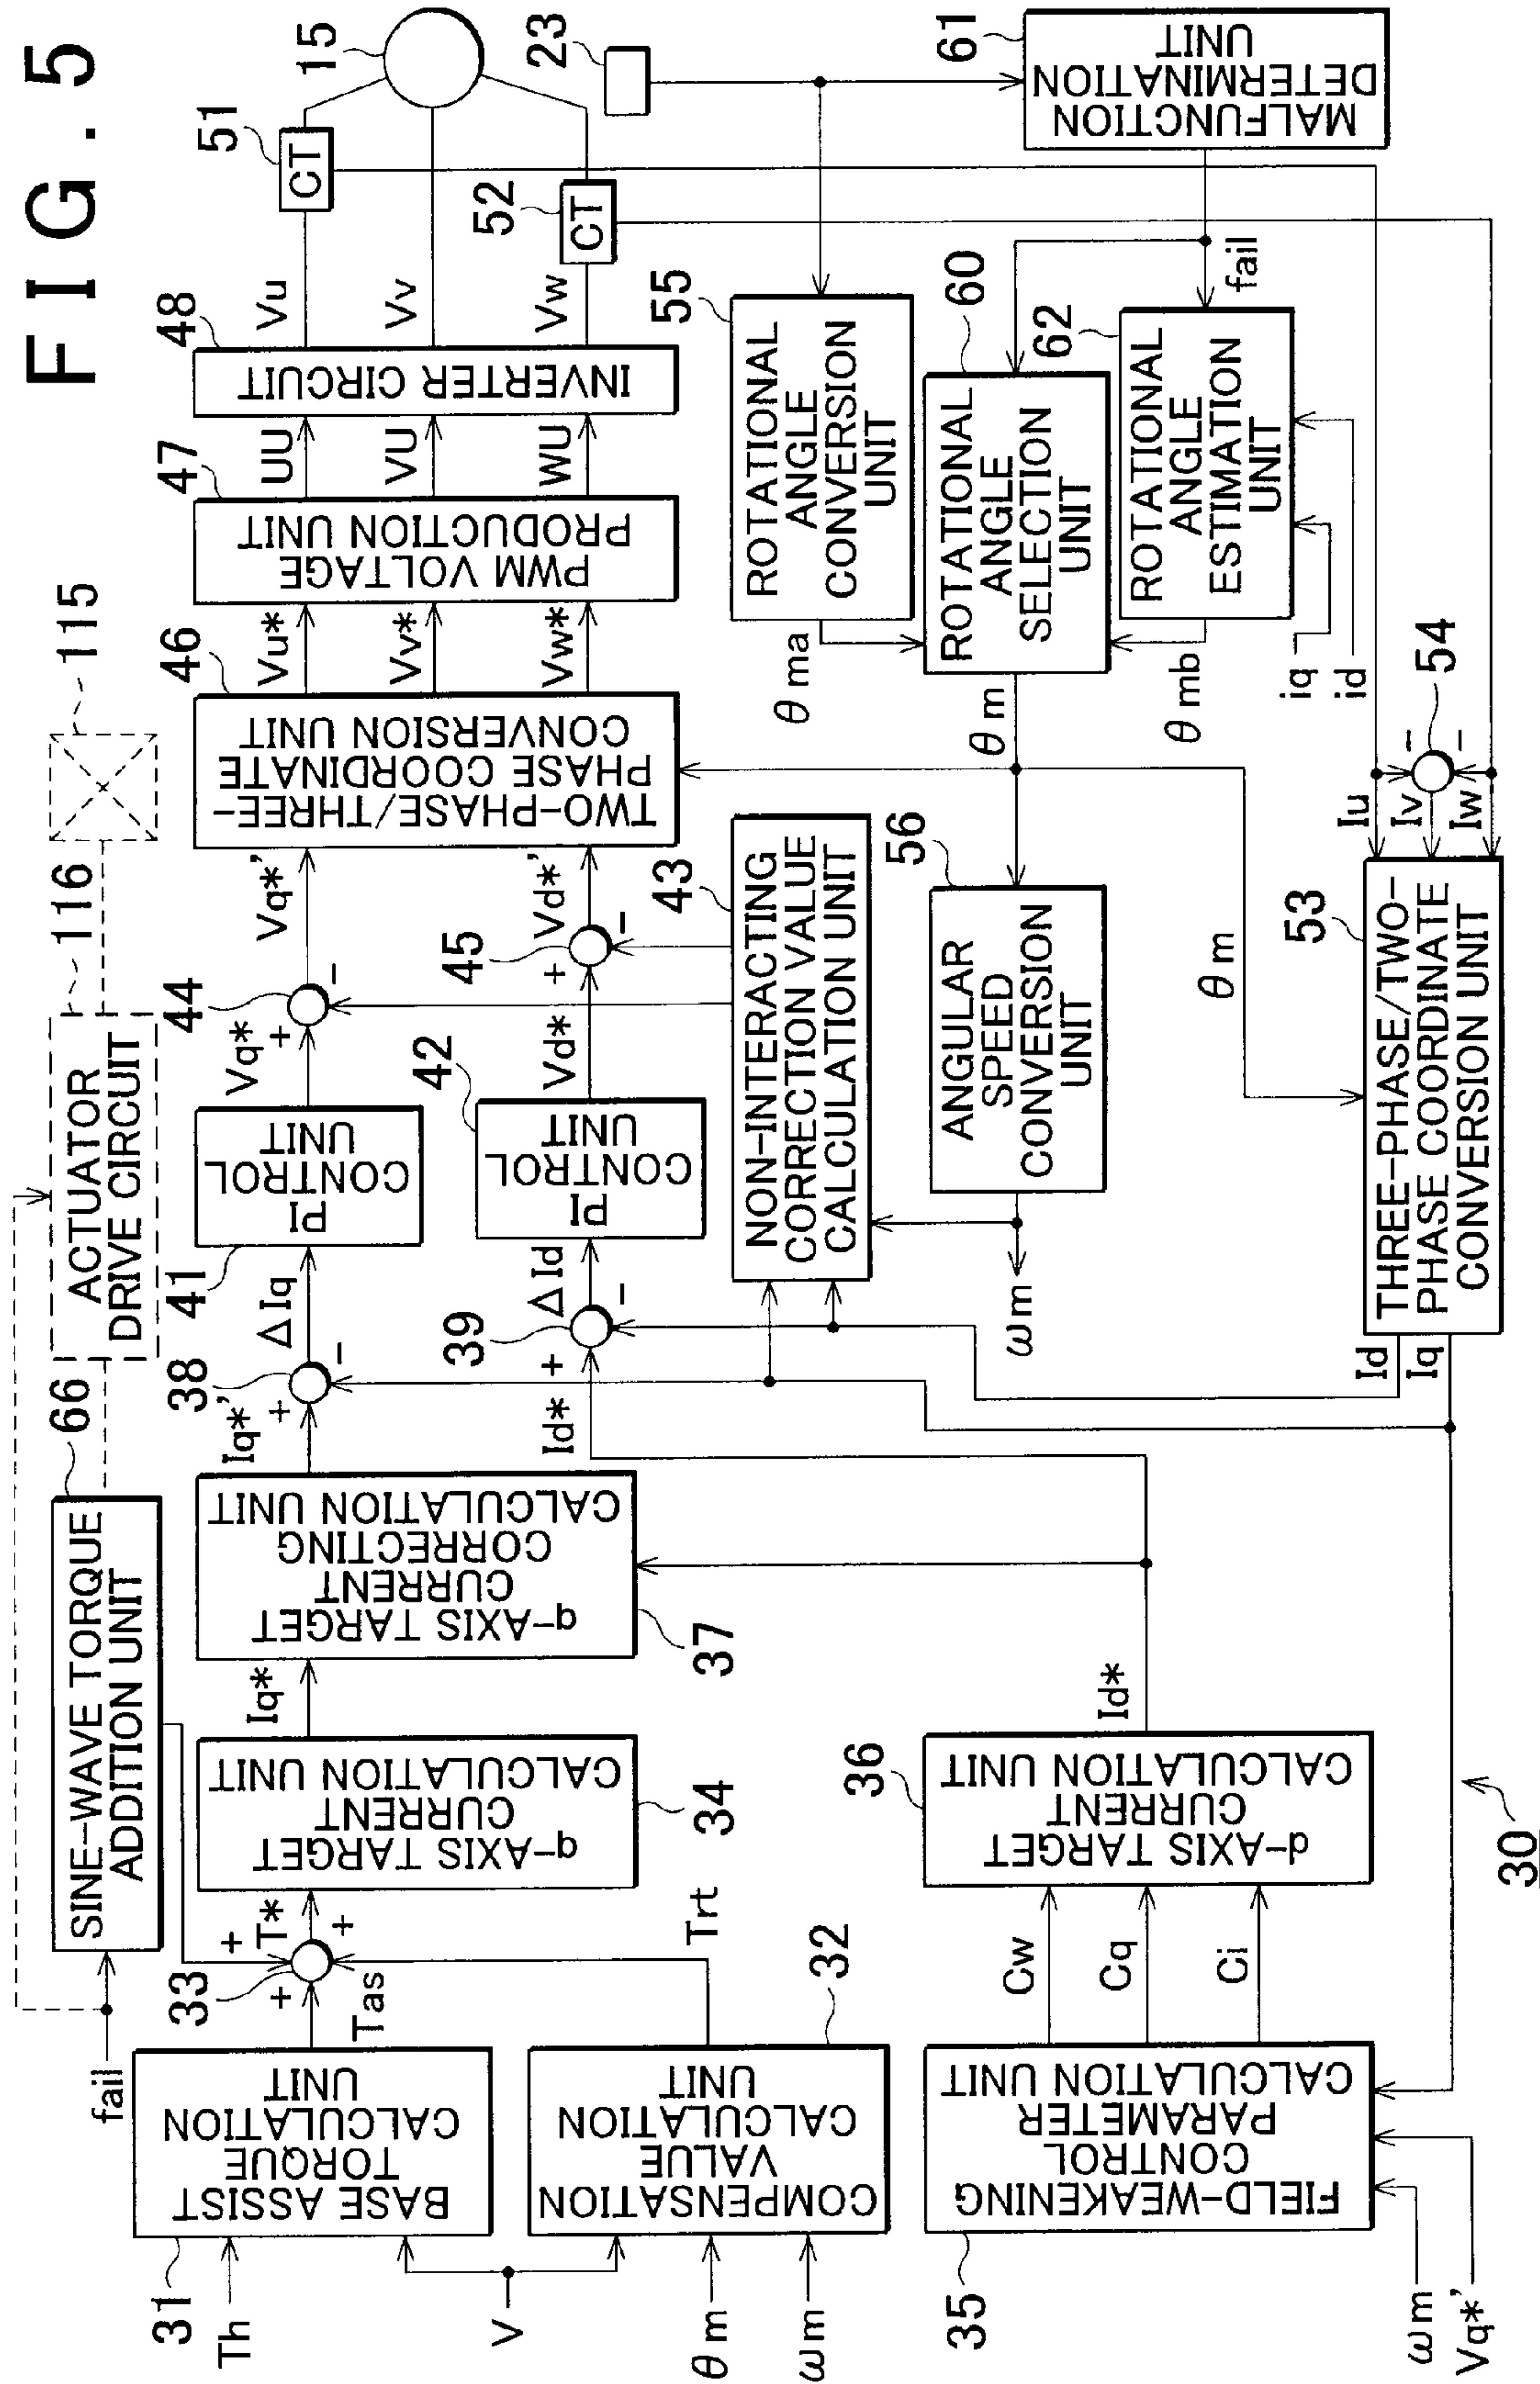 FIG. 5
fail
SINE-WAVE TORQUE
ADDITION UNIT
66
ACTUATOR
DRIVE CIRCUIT
116
115
31
BASE ASSIST
TORQUE
CALCULATION
UNIT
Th
V
θm
ωm
COMPENSATION
VALUE
CALCULATION
UNIT
32
Tas
Trt
33
+
+
+
T*
q-AXIS TARGET
CURRENT
CALCULATION UNIT
34
Iq*
q-AXIS TARGET
CURRENT
CORRECTING
CALCULATION UNIT
37
Iq*'
+
-
38
ΔIq
41
PI
CONTROL
UNIT
Vq*
+
-
44
Vq*'
Id*
+
-
39
ΔId
PI
CONTROL
UNIT
42
Vd*
+
-
45
Vd*'
TWO-PHASE/THREE-
PHASE COORDINATE
CONVERSION UNIT
46
Vu*
Vv*
Vw*
PWM VOLTAGE
PRODUCTION UNIT
47
UU
VU
WU
INVERTER CIRCUIT
48
Vu
Vv
Vw
CT
51
CT
52
15
23
NON-INTERACTING
CORRECTION VALUE
CALCULATION UNIT
43
ROTATIONAL
ANGLE
CONVERSION
UNIT
55
θma
ROTATIONAL
ANGLE
SELECTION
UNIT
60
θm
ROTATIONAL
ANGLE
ESTIMATION
UNIT
62
θmb
iq
id
fail
MALFUNCTION
DETERMINATION
UNIT
61
ANGULAR
SPEED
CONVERSION
UNIT
56
ωm
θm
35
FIELD-WEAKENING
CONTROL
PARAMETER
CALCULATION UNIT
ωm
Vq*'
Cw
Cq
Ci
d-AXIS TARGET
CURRENT
CALCULATION UNIT
36
Id*
30
THREE-PHASE/TWO-
PHASE COORDINATE
CONVERSION UNIT
53
Id
Iq
Iu
Iv
Iw
-
-
54